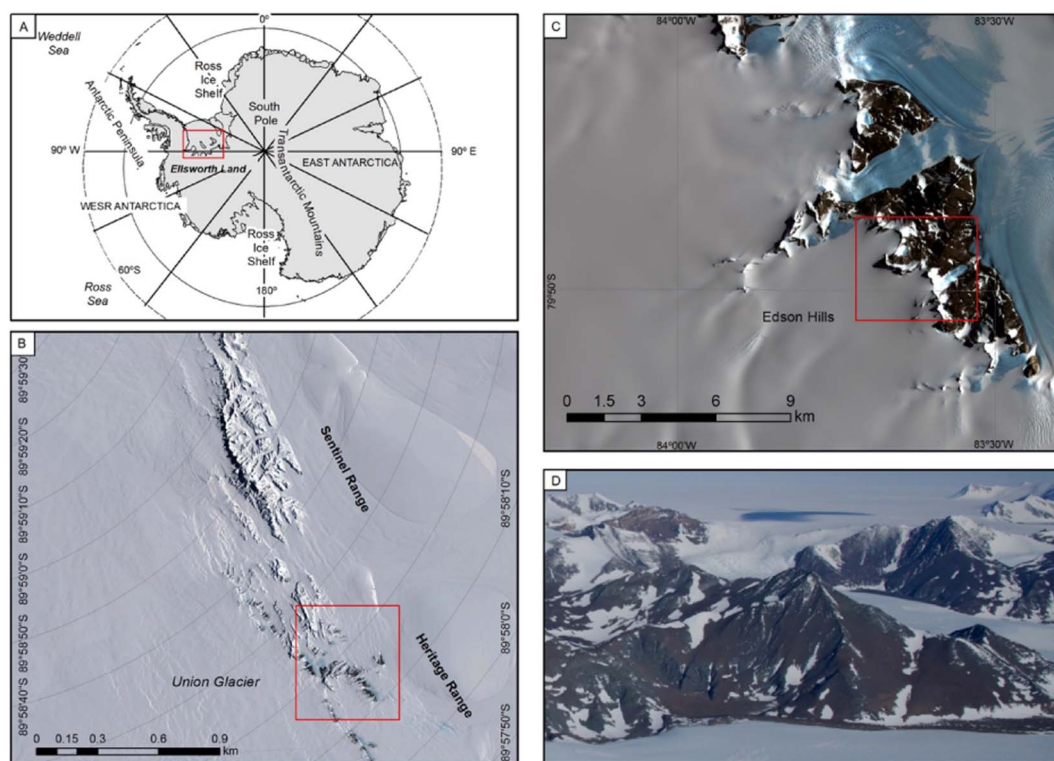 A
Weddell
Sea
0°
Ross
Ice
Shelf
South
Pole
Antarctic Peninsula
Transantarctic Mountains
90º W
90º E
EAST ANTARCTICA
Ellsworth Land
WESR ANTARCTICA
Ross
Ice
Shelf
60ºS
180º
Ross
Sea
B
89°59'30"
89°59'20"S
89°59'10"S
89°59'0"S
89°58'50"S
89°58'40"S
Sentinel Range
Heritage Range
Union Glacier
89°58'10"S
89°58'0"S
89°57'50"S
0 0.15 0.3 0.6 0.9
km
C
84°00'W 83°30'W
79°50'S
Edson Hills
0 1.5 3 6 9
km
84°00'W 83°30'W
D